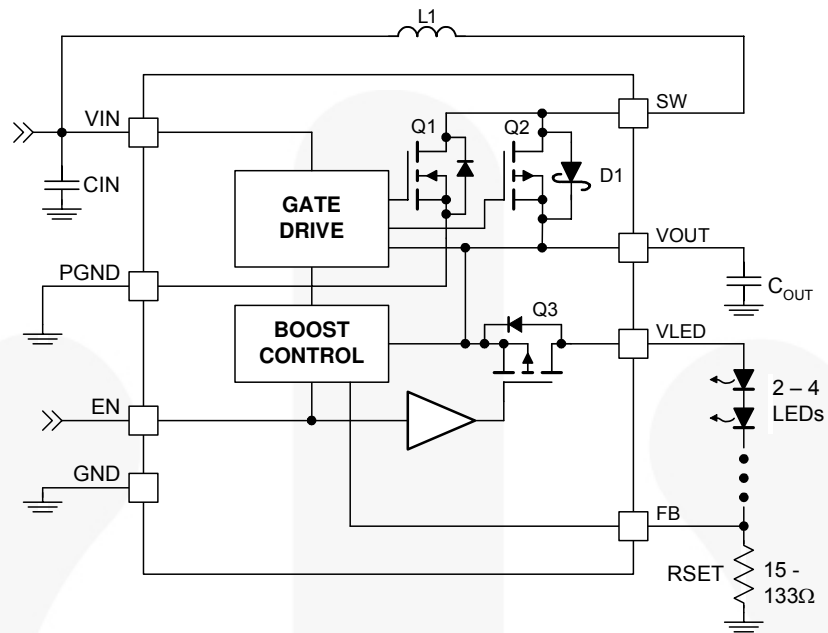 L1
VIN
SW
Q1
Q2
D1
CIN
GATE
DRIVE
VOUT
PGND
C_OUT
BOOST
CONTROL
Q3
VLED
2 – 4
LEDs
EN
GND
FB
RSET
15 -
133Ω